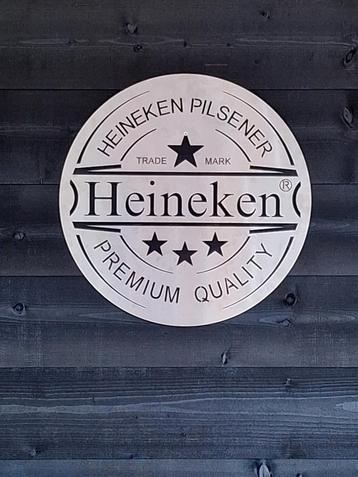 HEINEKEN PILSENER
TRADE MARK
Heineken®
PREMIUM QUALITY